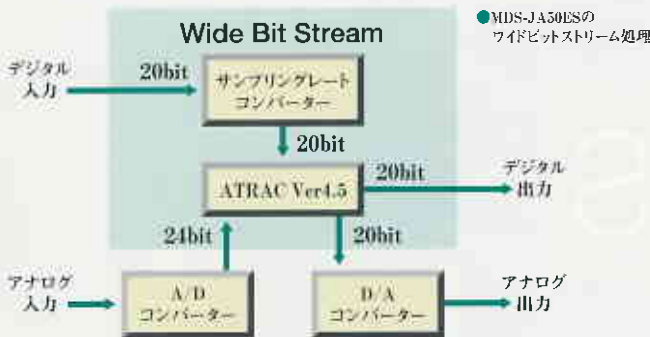 Wide Bit Stream
●MDS-JA50ESの
ワイドビットストリーム処理
デジタル
入力
20bit
サンプリングレート
コンバーター
20bit
ATRAC Ver4.5
20bit
デジタル
出力
24bit
20bit
アナログ
入力
A/D
コンバーター
D/A
コンバーター
アナログ
出力